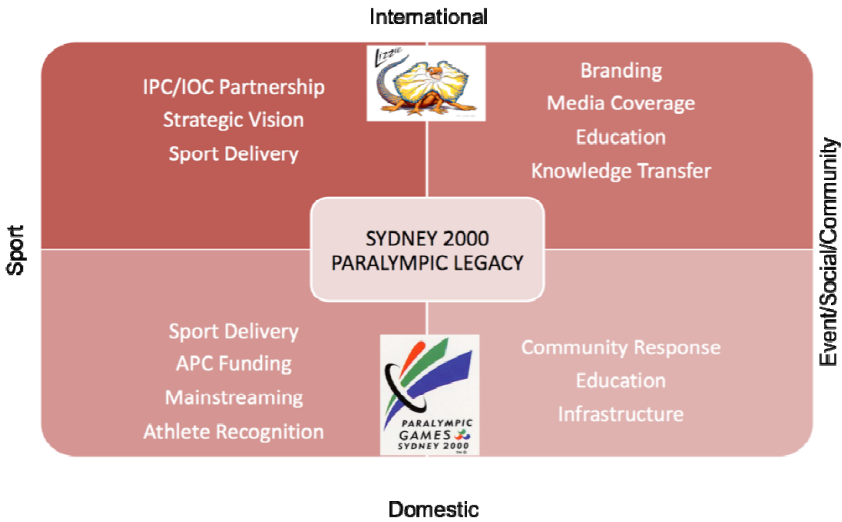 International
Lizzie
IPC/IOC Partnership
Strategic Vision
Sport Delivery
Branding
Media Coverage
Education
Knowledge Transfer
Sport
SYDNEY 2000
PARALYMPIC LEGACY
Event/Social/Community
Sport Delivery
APC Funding
Mainstreaming
Athlete Recognition
PARALYMPIC
GAMES
SYDNEY 2000
Community Response
Education
Infrastructure
Domestic